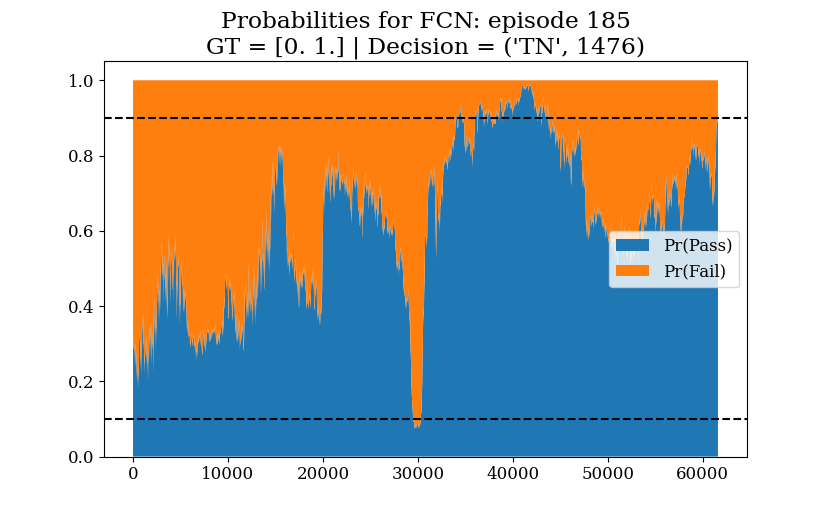 Probabilities for FCN: episode 185
GT = [0. 1.] | Decision = ('TN', 1476)
1.0
0.8
0.6
0.4
0.2
0.0
Pr(Pass)
Pr(Fail)
0 10000 20000 30000 40000 50000 60000